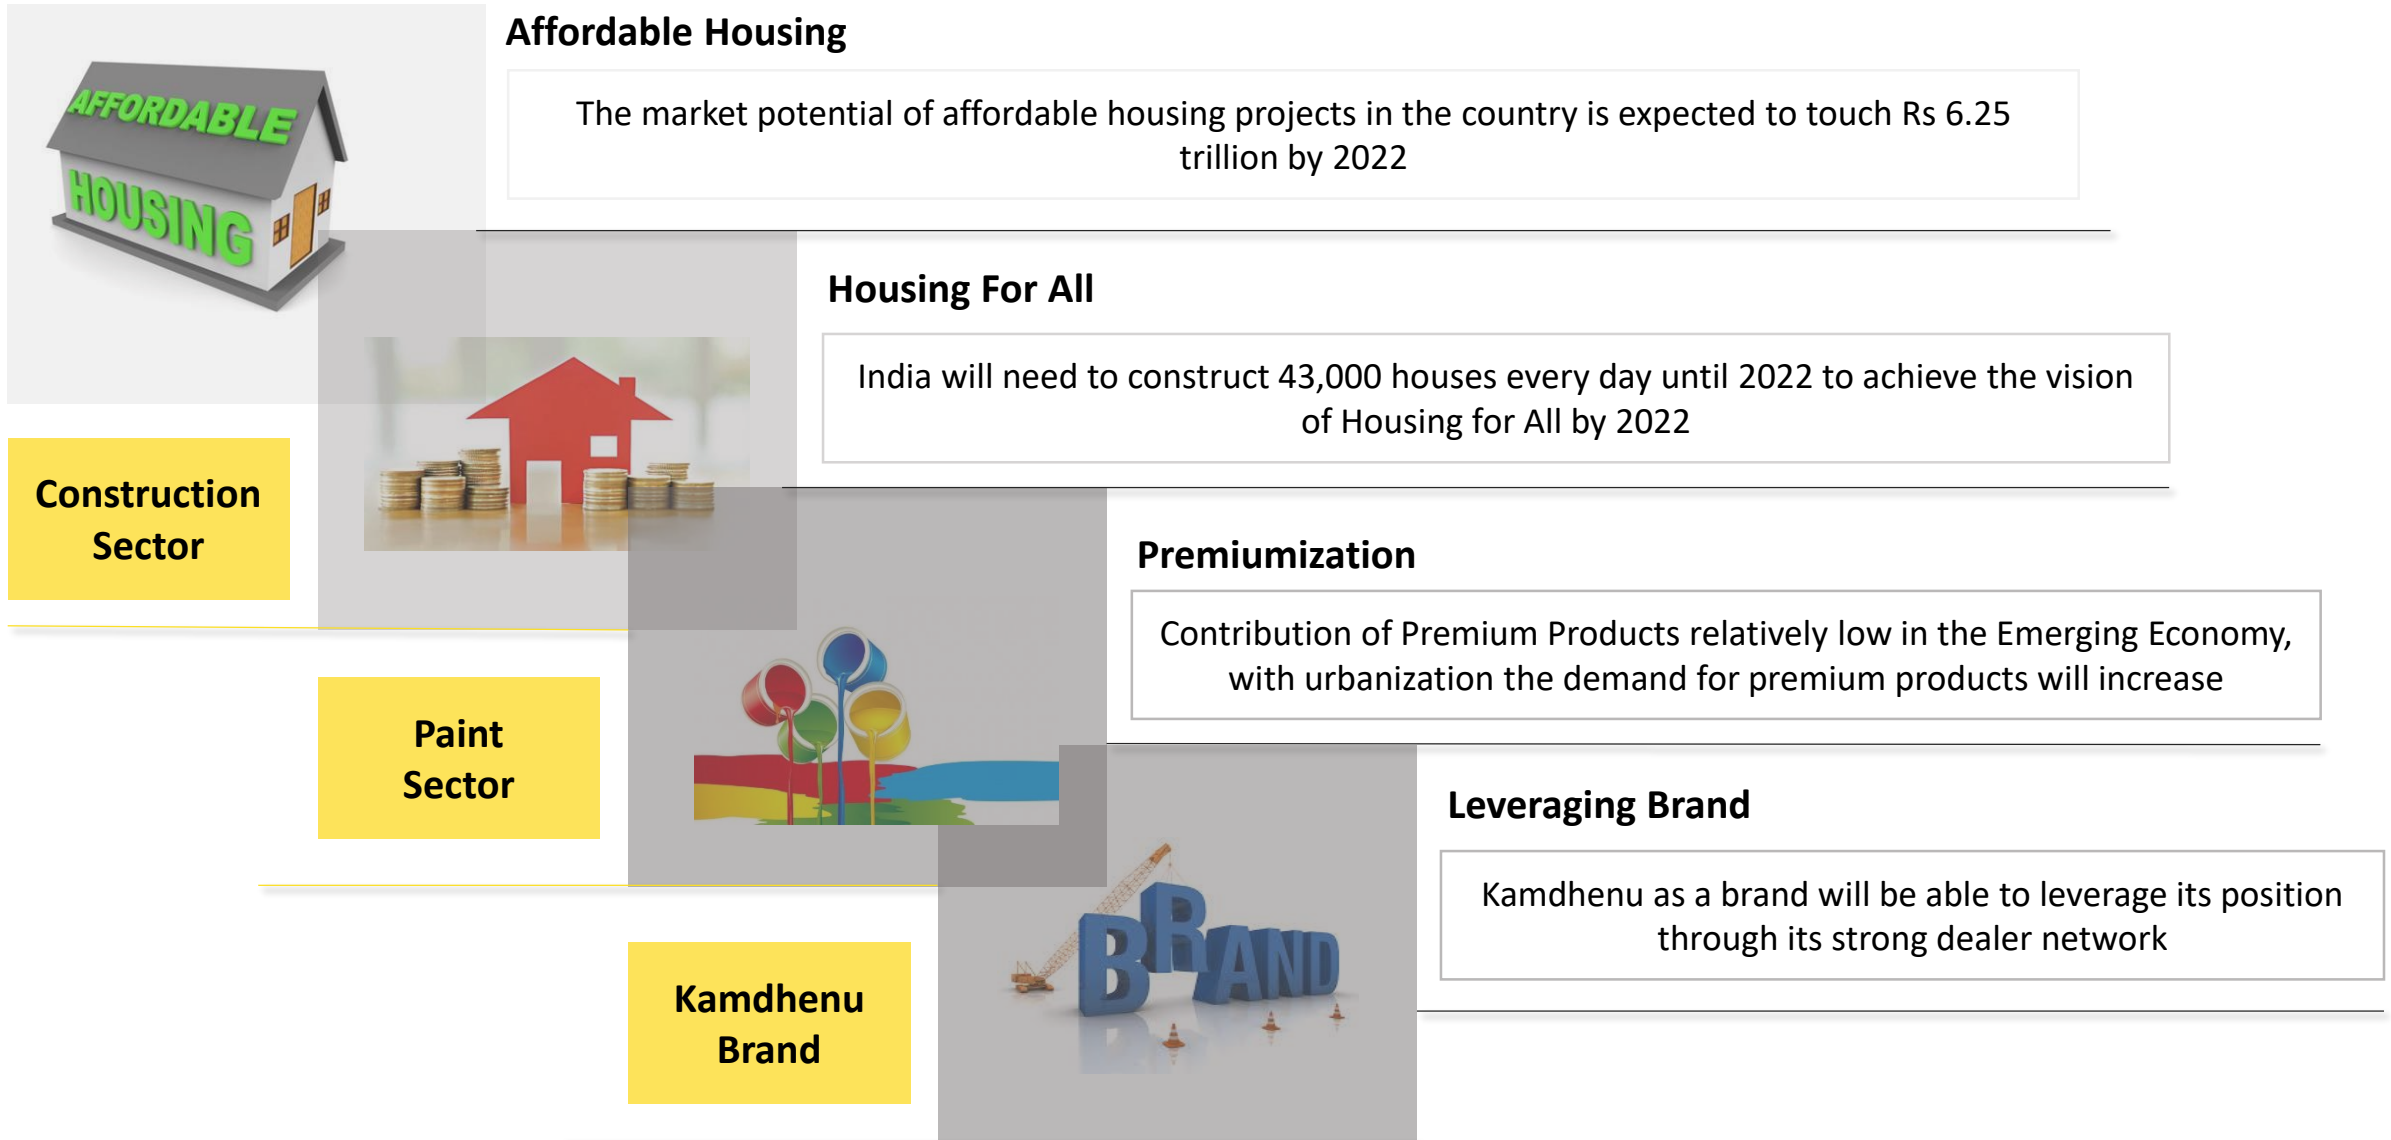 Affordable Housing
AFFORDABLE
HOUSING
The market potential of affordable housing projects in the country is expected to touch Rs 6.25
trillion by 2022
Housing For All
India will need to construct 43,000 houses every day until 2022 to achieve the vision
of Housing for All by 2022
Construction
Sector
Premiumization
Contribution of Premium Products relatively low in the Emerging Economy,
with urbanization the demand for premium products will increase
Paint
Sector
Leveraging Brand
Kamdhenu as a brand will be able to leverage its position
through its strong dealer network
BRAND
Kamdhenu
Brand